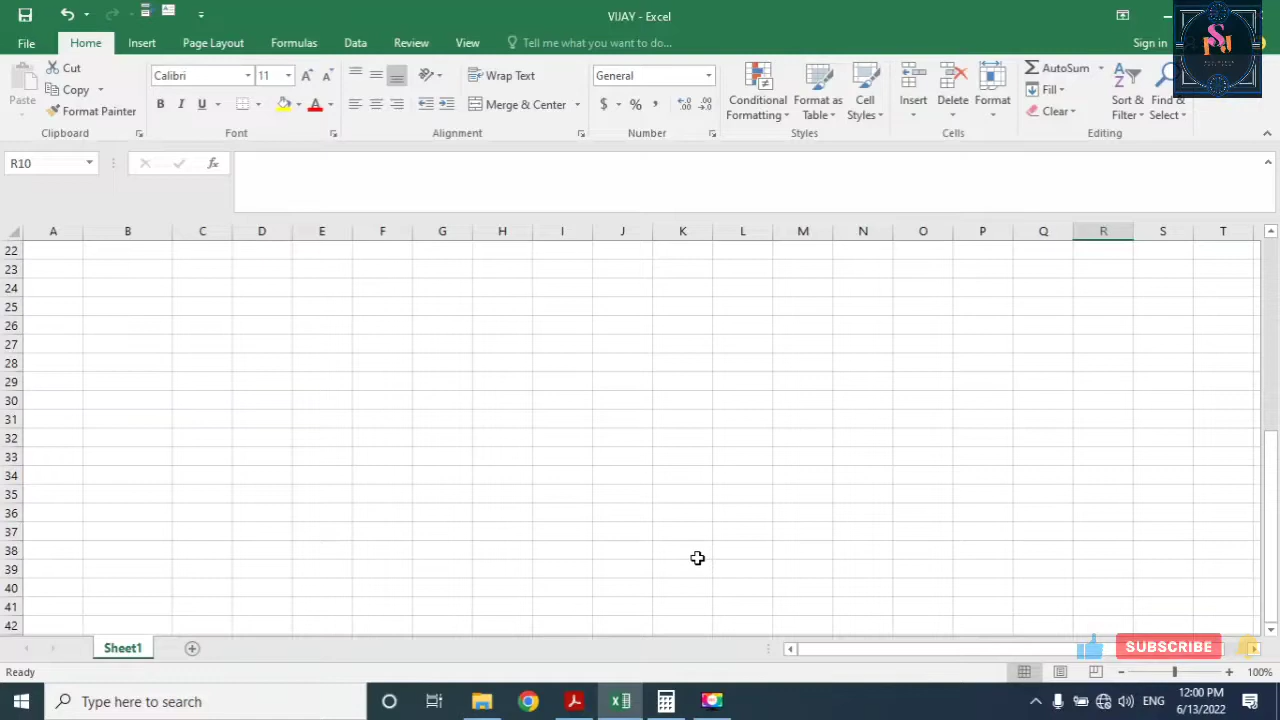 VIJAY - Excel
File Home Insert Page Layout Formulas Data Review View Tell me what you want to do... Sign in
Paste Cut Copy Format Painter Clipboard
Calibri 11 B I U A Font
Wrap Text Merge & Center Alignment
General $ % , Number
Conditional Formatting Format as Table Cell Styles Styles
Insert Delete Format Cells
AutoSum Fill Clear Sort & Filter Find & Select Editing
R10 fx
A B C D E F G H I J K L M N O P Q R S T
22
23
24
25
26
27
28
29
30
31
32
33
34
35
36
37
38
39
40
41
42
Sheet1
SUBSCRIBE
Ready 100%
Type here to search ENG 12:00 PM
6/13/2022